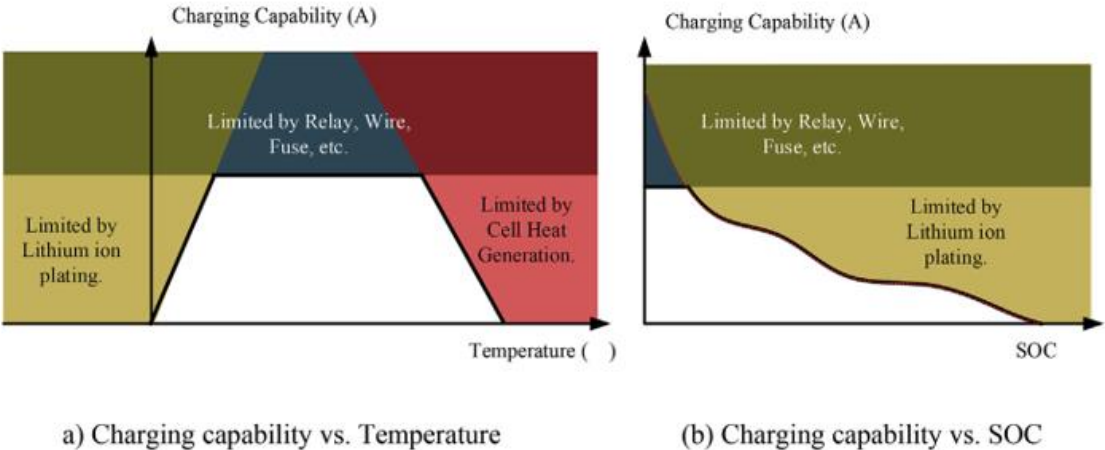 Charging Capability (A)
Limited by Relay, Wire,
Fuse, etc.
Limited by
Lithium ion
plating.
Limited by
Cell Heat
Generation.
Temperature ( )
a) Charging capability vs. Temperature
Charging Capability (A)
Limited by Relay, Wire,
Fuse, etc.
Limited by
Lithium ion
plating.
SOC
(b) Charging capability vs. SOC